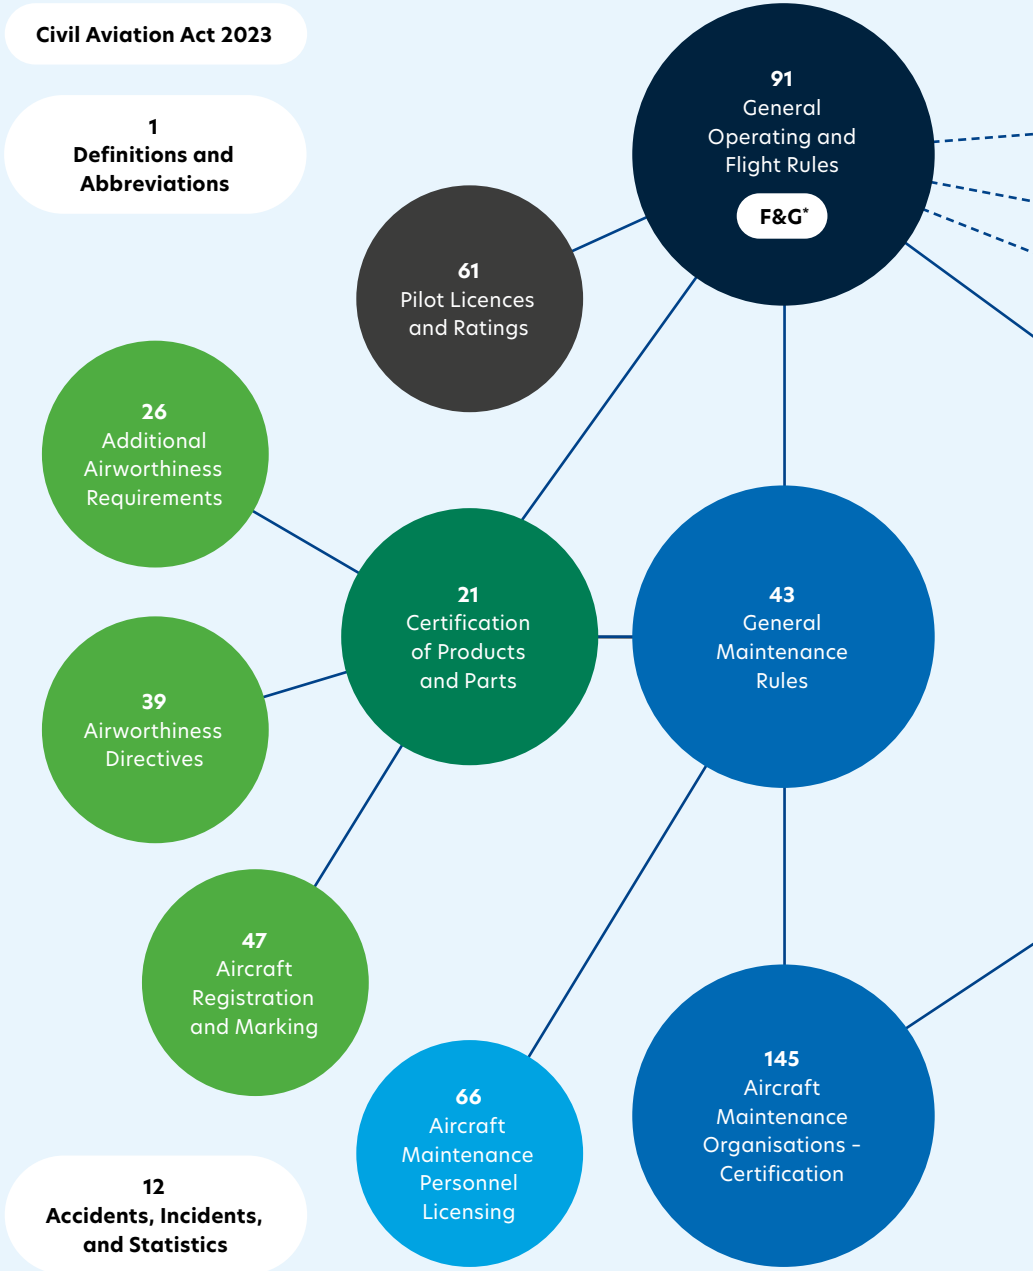 Civil Aviation Act 2023
1
Definitions and
Abbreviations
91
General
Operating and
Flight Rules
F&G*
61
Pilot Licences
and Ratings
26
Additional
Airworthiness
Requirements
21
Certification
of Products
and Parts
43
General
Maintenance
Rules
39
Airworthiness
Directives
47
Aircraft
Registration
and Marking
66
Aircraft
Maintenance
Personnel
Licensing
145
Aircraft
Maintenance
Organisations –
Certification
12
Accidents, Incidents,
and Statistics